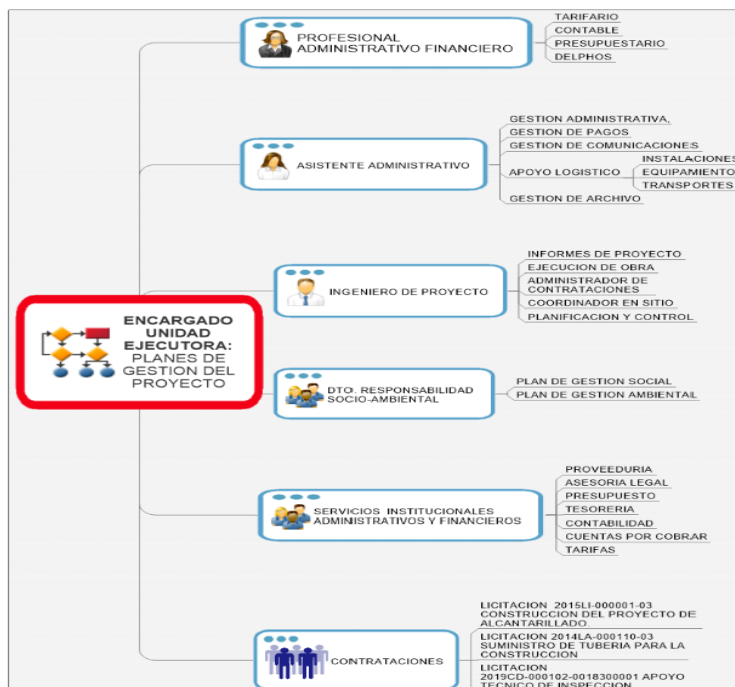 PROFESIONAL
ADMINISTRATIVO FINANCIERO
TARIFARIO
CONTABLE
PRESUPUESTARIO
DELPHOS
ASISTENTE ADMINISTRATIVO
GESTION ADMINISTRATIVA,
GESTION DE PAGOS
GESTION DE COMUNICACIONES
APOYO LOGISTICO
INSTALACIONES
EQUIPAMIENTO
TRANSPORTES
GESTION DE ARCHIVO
INGENIERO DE PROYECTO
INFORMES DE PROYECTO
EJECUCION DE OBRA
ADMINISTRADOR DE
CONTRATACIONES
COORDINADOR EN SITIO
PLANIFICACION Y CONTROL
ENCARGADO
UNIDAD
EJECUTORA:
PLANES DE
GESTION DEL
PROYECTO
DTO. RESPONSABILIDAD
SOCIO-AMBIENTAL
PLAN DE GESTION SOCIAL
PLAN DE GESTION AMBIENTAL
SERVICIOS INSTITUCIONALES
ADMINISTRATIVOS Y FINANCIEROS
PROVEEDURIA
ASESORIA LEGAL
PRESUPUESTO
TESORERIA
CONTABILIDAD
CUENTAS POR COBRAR
TARIFAS
CONTRATACIONES
LICITACION 2015LI-000001-03
CONSTRUCCION DEL PROYECTO DE
ALCANTARILLADO.
LICITACION 2014LA-000110-03
SUMINISTRO DE TUBERIA PARA LA
CONSTRUCCION
LICITACION
2019CD-000102-0018300001 APOYO
TECNICO DE INSPECCION